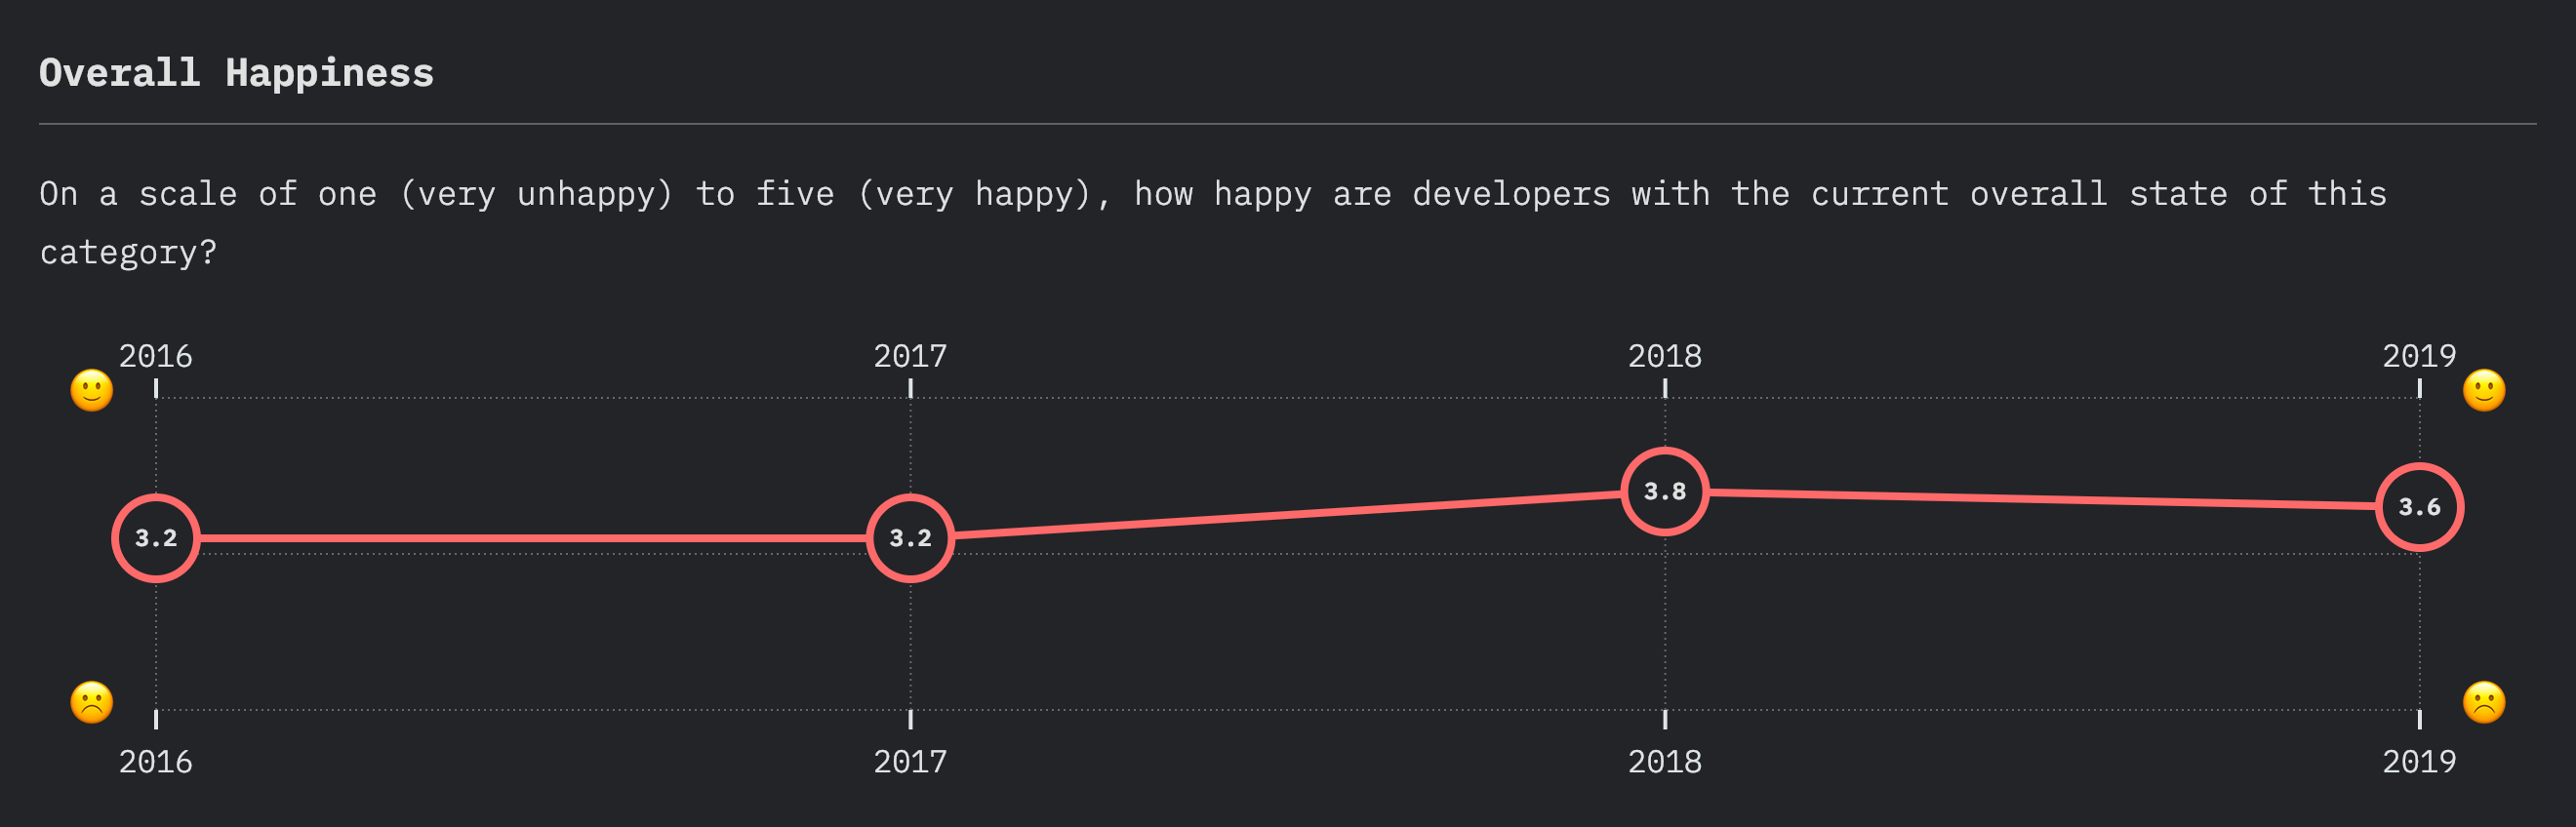 Overall Happiness
On a scale of one (very unhappy) to five (very happy), how happy are developers with the current overall state of this
category?
2016 2017 2018 2019
3.2 3.2 3.8 3.6
2016 2017 2018 2019